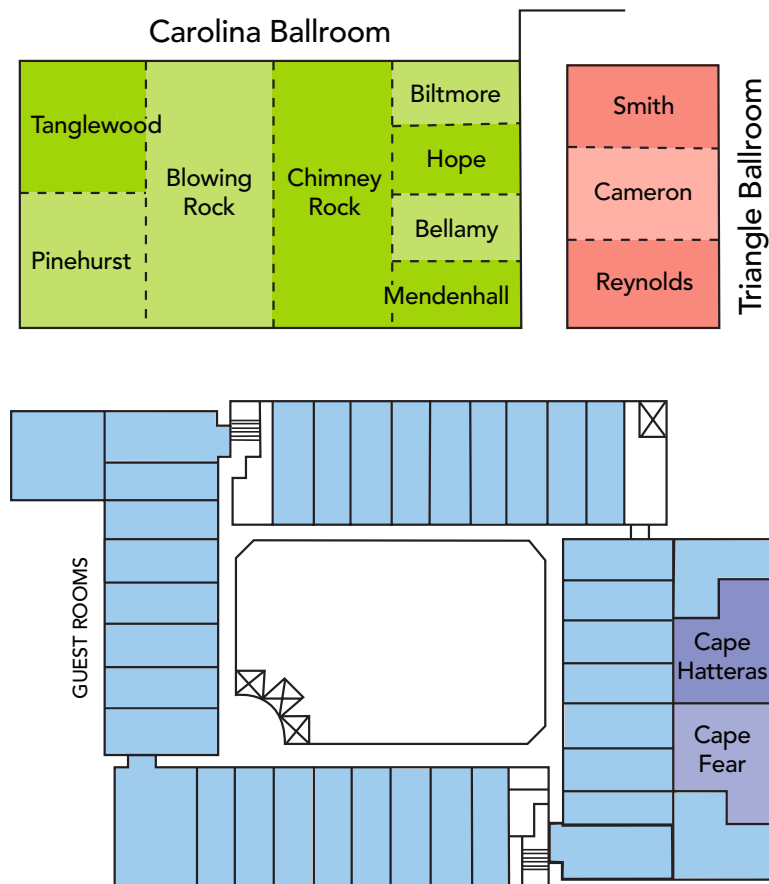 Carolina Ballroom
Tanglewood
Pinehurst
Blowing
Rock
Chimney
Rock
Biltmore
Hope
Bellamy
Mendenhall
Smith
Cameron
Reynolds
Triangle Ballroom
GUEST ROOMS
Cape
Hatteras
Cape
Fear